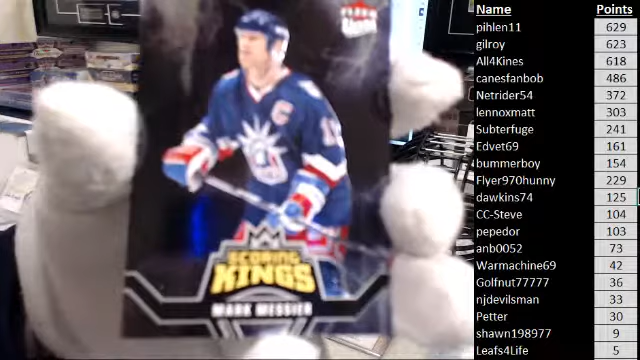 FLEER
Ultra
C
SCORING
KINGS
MARK MESSIER
Name Points
pihlen11 629
gilroy 623
All4Kines 618
canesfanbob 486
Netrider54 372
lennoxmatt 303
Subterfuge 241
Edvet69 161
bummerboy 154
Flyer970hunny 229
dawkins74 125
CC-Steve 104
pepedor 103
anb0052 73
Warmachine69 42
Golfnut77777 36
njdevilsman 33
Petter 30
shawn198977 9
Leafs4Life 5